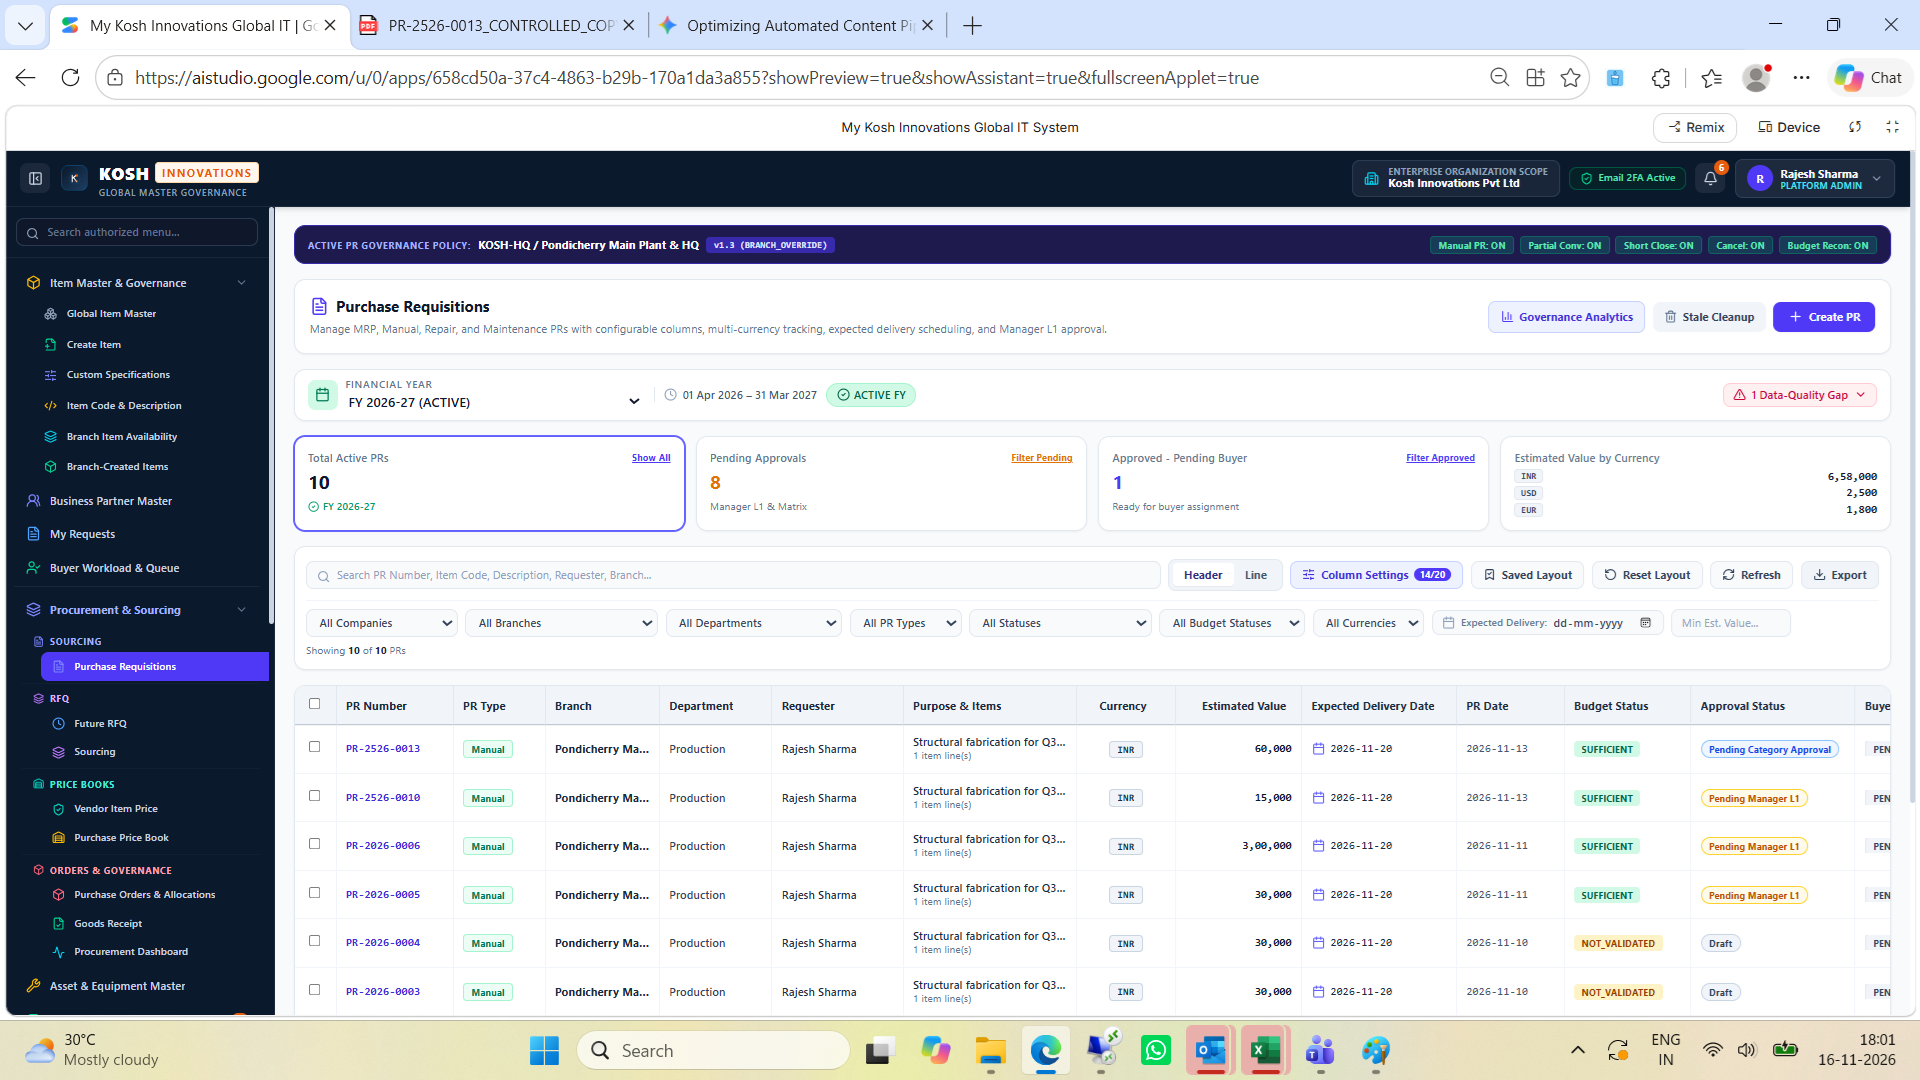 My Kosh Innovations Global IT | Go
PR-2526-0013_CONTROLLED_COP
Optimizing Automated Content Pi
https://aistudio.google.com/u/0/apps/658cd50a-37c4-4863-b29b-170a1da3a855?showPreview=true&showAssistant=true&fullscreenApplet=true
Chat
My Kosh Innovations Global IT System
Remix
Device
K
KOSH INNOVATIONS
GLOBAL MASTER GOVERNANCE
ENTERPRISE ORGANIZATION SCOPE
Kosh Innovations Pvt Ltd
Email 2FA Active
6
R
Rajesh Sharma
PLATFORM ADMIN
Search authorized menu...
Item Master & Governance
Global Item Master
Create Item
Custom Specifications
Item Code & Description
Branch Item Availability
Branch-Created Items
Business Partner Master
My Requests
Buyer Workload & Queue
Procurement & Sourcing
SOURCING
Purchase Requisitions
RFQ
Future RFQ
Sourcing
PRICE BOOKS
Vendor Item Price
Purchase Price Book
ORDERS & GOVERNANCE
Purchase Orders & Allocations
Goods Receipt
Procurement Dashboard
Asset & Equipment Master
ACTIVE PR GOVERNANCE POLICY: KOSH-HQ / Pondicherry Main Plant & HQ v1.3 (BRANCH_OVERRIDE)
Manual PR: ON
Partial Conv: ON
Short Close: ON
Cancel: ON
Budget Recon: ON
Purchase Requisitions
Manage MRP, Manual, Repair, and Maintenance PRs with configurable columns, multi-currency tracking, expected delivery scheduling, and Manager L1 approval.
Governance Analytics
Stale Cleanup
Create PR
FINANCIAL YEAR
FY 2026-27 (ACTIVE)
01 Apr 2026 – 31 Mar 2027
ACTIVE FY
1 Data-Quality Gap
Total Active PRs
Show All
10
FY 2026-27
Pending Approvals
Filter Pending
8
Manager L1 & Matrix
Approved - Pending Buyer
Filter Approved
1
Ready for buyer assignment
Estimated Value by Currency
INR 6,58,000
USD 2,500
EUR 1,800
Search PR Number, Item Code, Description, Requester, Branch...
Header
Line
Column Settings 14/20
Saved Layout
Reset Layout
Refresh
Export
All Companies
All Branches
All Departments
All PR Types
All Statuses
All Budget Statuses
All Currencies
Expected Delivery: dd-mm-yyyy
Min Est. Value...
Showing 10 of 10 PRs
PR Number PR Type Branch Department Requester Purpose & Items Currency Estimated Value Expected Delivery Date PR Date Budget Status Approval Status Buye
PR-2526-0013 Manual Pondicherry Ma... Production Rajesh Sharma Structural fabrication for Q3... INR 60,000 2026-11-20 2026-11-13 SUFFICIENT Pending Category Approval PEN
1 item line(s)
PR-2526-0010 Manual Pondicherry Ma... Production Rajesh Sharma Structural fabrication for Q3... INR 15,000 2026-11-20 2026-11-13 SUFFICIENT Pending Manager L1 PEN
1 item line(s)
PR-2026-0006 Manual Pondicherry Ma... Production Rajesh Sharma Structural fabrication for Q3... INR 3,00,000 2026-11-20 2026-11-11 SUFFICIENT Pending Manager L1 PEN
1 item line(s)
PR-2026-0005 Manual Pondicherry Ma... Production Rajesh Sharma Structural fabrication for Q3... INR 30,000 2026-11-20 2026-11-11 SUFFICIENT Pending Manager L1 PEN
1 item line(s)
PR-2026-0004 Manual Pondicherry Ma... Production Rajesh Sharma Structural fabrication for Q3... INR 30,000 2026-11-20 2026-11-10 NOT_VALIDATED Draft PEN
1 item line(s)
PR-2026-0003 Manual Pondicherry Ma... Production Rajesh Sharma Structural fabrication for Q3... INR 30,000 2026-11-20 2026-11-10 NOT_VALIDATED Draft PEN
1 item line(s)
30°C
Mostly cloudy
Search
ENG
IN
18:01
16-11-2026